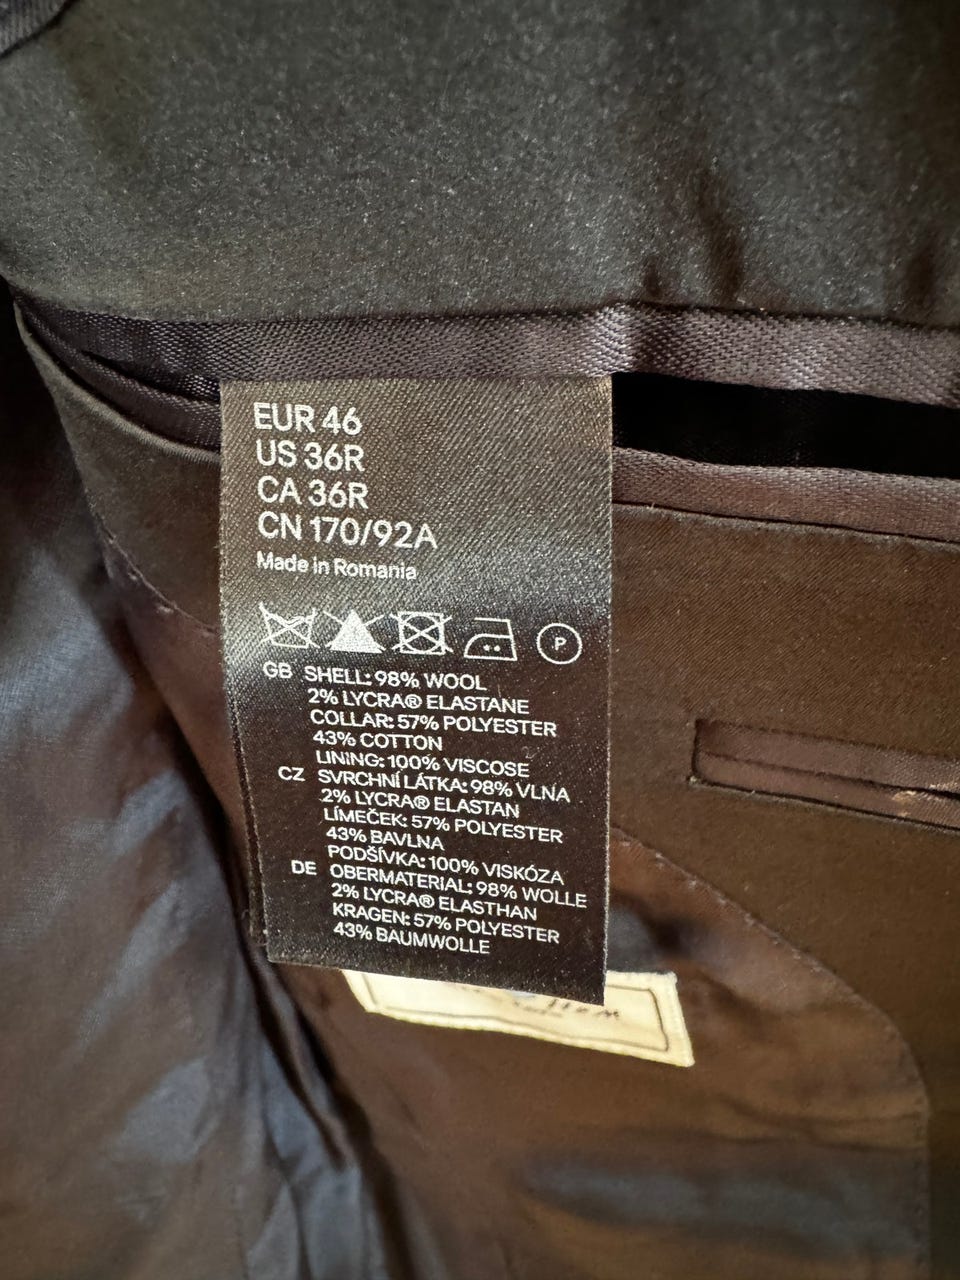 EUR 46
US 36R
CA 36R
CN 170/92A
Made in Romania
P
GB SHELL: 98% WOOL
2% LYCRA® ELASTANE
COLLAR: 57% POLYESTER
43% COTTON
LINING: 100% VISCOSE
CZ SVRCHNÍ LÁTKA: 98% VLNA
2% LYCRA® ELASTAN
LÍMEČEK: 57% POLYESTER
43% BAVLNA
PODŠÍVKA: 100% VISKÓZA
DE OBERMATERIAL: 98% WOLLE
2% LYCRA® ELASTHAN
KRAGEN: 57% POLYESTER
43% BAUMWOLLE